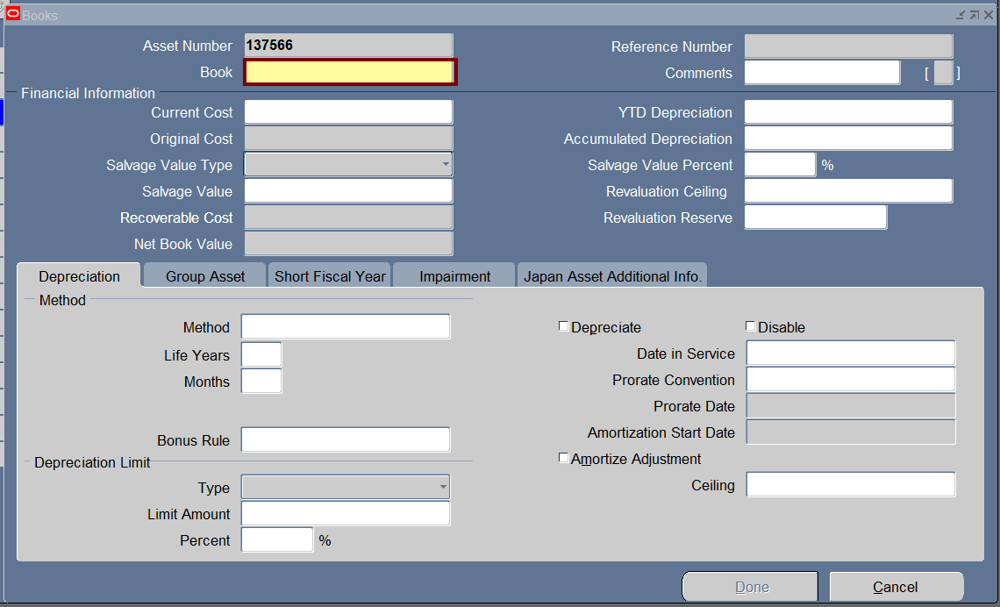 Books
Asset Number 137566
Reference Number
Book
Comments [ ]
Financial Information
Current Cost
YTD Depreciation
Original Cost
Accumulated Depreciation
Salvage Value Type
Salvage Value Percent %
Salvage Value
Revaluation Ceiling
Recoverable Cost
Revaluation Reserve
Net Book Value
Depreciation Group Asset Short Fiscal Year Impairment Japan Asset Additional Info.
Method
Method
Depreciate Disable
Life Years
Date in Service
Months
Prorate Convention
Prorate Date
Bonus Rule
Amortization Start Date
Depreciation Limit
Amortize Adjustment
Type
Ceiling
Limit Amount
Percent %
Done Cancel